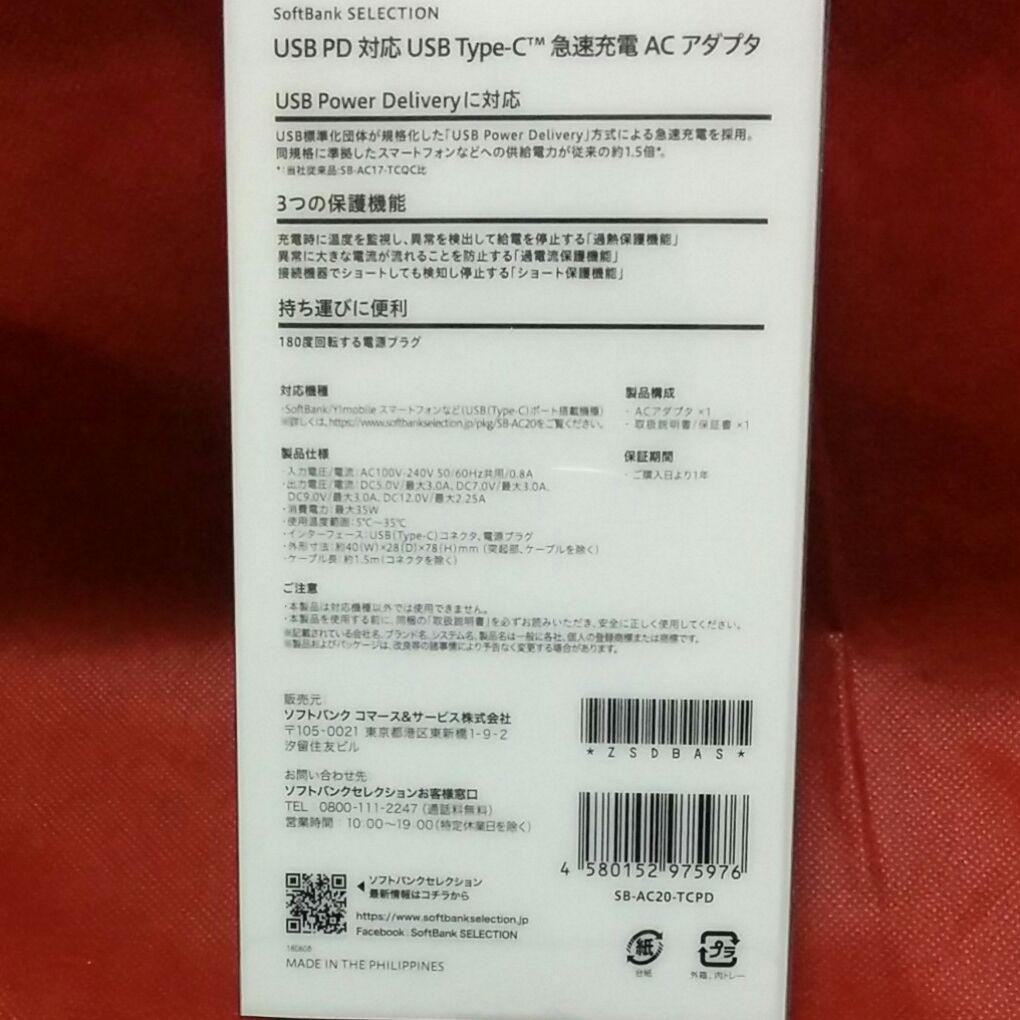 SoftBank SELECTION
USB PD 対応 USB Type-C™ 急速充電 AC アダプタ
USB Power Deliveryに対応
USB標準化団体が規格化した「USB Power Delivery」方式による急速充電を採用。
同規格に準拠したスマートフォンなどへの供給電力が従来の約1.5倍*。
*：当社従来品：SB-AC17-TCQC比
3つの保護機能
充電時に温度を監視し、異常を検出して給電を停止する「過熱保護機能」
異常に大きな電流が流れることを防止する「過電流保護機能」
接続機器でショートしても検知し停止する「ショート保護機能」
持ち運びに便利
180度回転する電源プラグ
対応機種
・SoftBank/Y!mobile スマートフォンなど(USB(Type-C)ポート搭載機種)
※詳しくは、https://www.softbankselection.jp/pkg/SB-AC20をご覧ください。
製品構成
・ACアダプタ ×1
・取扱説明書/保証書 ×1
製品仕様
・入力電圧/電流：AC100V-240V 50/60Hz共用/0.8A
・出力電圧/電流：DC5.0V/最大3.0A、DC7.0V/最大3.0A、
DC9.0V/最大3.0A、DC12.0V/最大2.25A
・消費電力：最大35W
・使用温度範囲：5℃～35℃
・インターフェース：USB(Type-C)コネクタ、電源プラグ
・外形寸法：約40(W)×28(D)×78(H)mm (突起部、ケーブルを除く)
・ケーブル長：約1.5m(コネクタを除く)
保証期間
・ご購入日より1年
ご注意
・本製品は対応機種以外では使用できません。
・本製品を使用する前に、同梱の「取扱説明書」を必ずお読みいただき、安全に正しく使用してください。
※記載されている会社名、ブランド名、システム名、製品名は一般に各社、個人の登録商標または商標です。
※製品およびパッケージは、改良等の諸事情により予告なく変更する場合があります。
販売元：
ソフトバンク コマース&サービス株式会社
〒105-0021 東京都港区東新橋1-9-2
汐留住友ビル
お問い合わせ先：
ソフトバンクセレクションお客様窓口
TEL：0800-111-2247 (通話料無料)
営業時間：10:00～19:00(特定休業日を除く)
*ZSDBAS*
4 580152 975976
SB-AC20-TCPD
◀ ソフトバンクセレクション
最新情報はコチラから
https://www.softbankselection.jp
Facebook：SoftBank SELECTION
180608
MADE IN THE PHILIPPINES
紙
台紙
プラ
外箱、内トレー